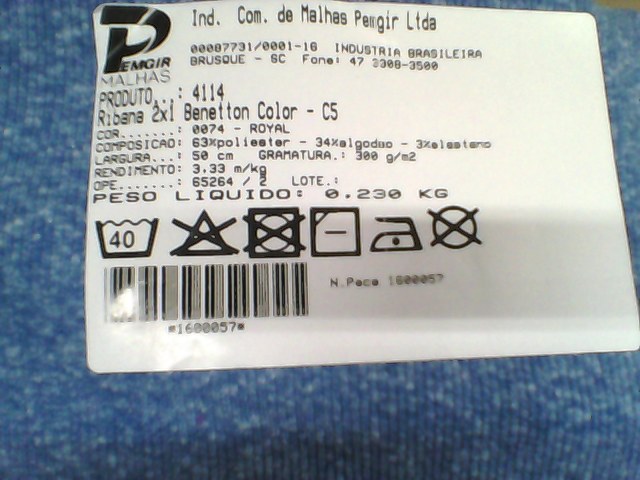 PEMGIR
MALHAS
Ind. Com. de Malhas Pemgir Ltda
00087731/0001-16 INDUSTRIA BRASILEIRA
BRUSQUE - SC Fone: 47 3308-3500
PRODUTO..: 4114
Ribana 2x1 Benetton Color - C5
COR.......: 0074 - ROYAL
COMPOSICAO: 63%poliester - 34%algodao - 3%elastano
LARGURA...: 50 cm GRAMATURA.: 300 g/m2
RENDIMENTO: 3.33 m/kg
OPE.......: 65264 / 2 LOTE.:
PESO LIQUIDO: 0.230 KG
40
N.Peca 1600057
*1600057*